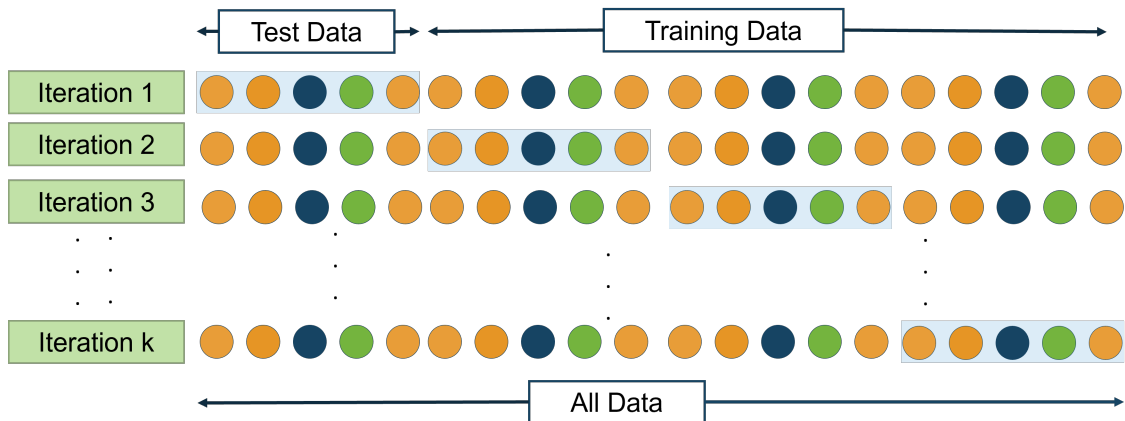 Test Data
Training Data
Iteration 1
Iteration 2
Iteration 3
Iteration k
All Data